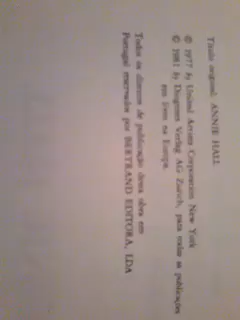 Título original: ANNIE HALL
© 1977 by United Artists Corporation New York
© 1981 by Diogenes Verlag AG Zurich, para todas as publicações
em livro na Europa.
Todos os direitos de publicação desta obra em
Portugal reservados por BERTRAND EDITORA, LDA